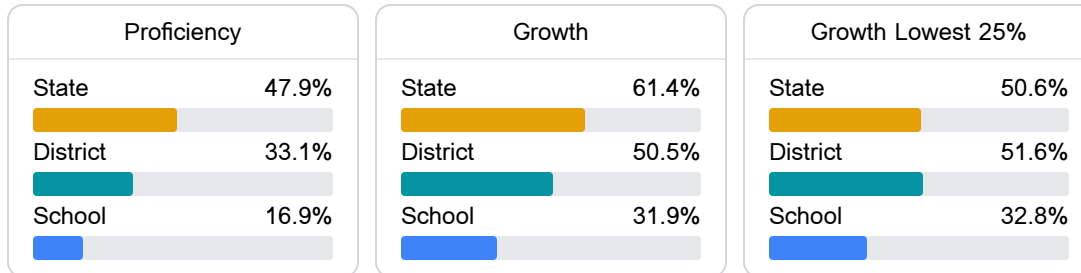 Proficiency
State 47.9%
District 33.1%
School 16.9%
Growth
State 61.4%
District 50.5%
School 31.9%
Growth Lowest 25%
State 50.6%
District 51.6%
School 32.8%